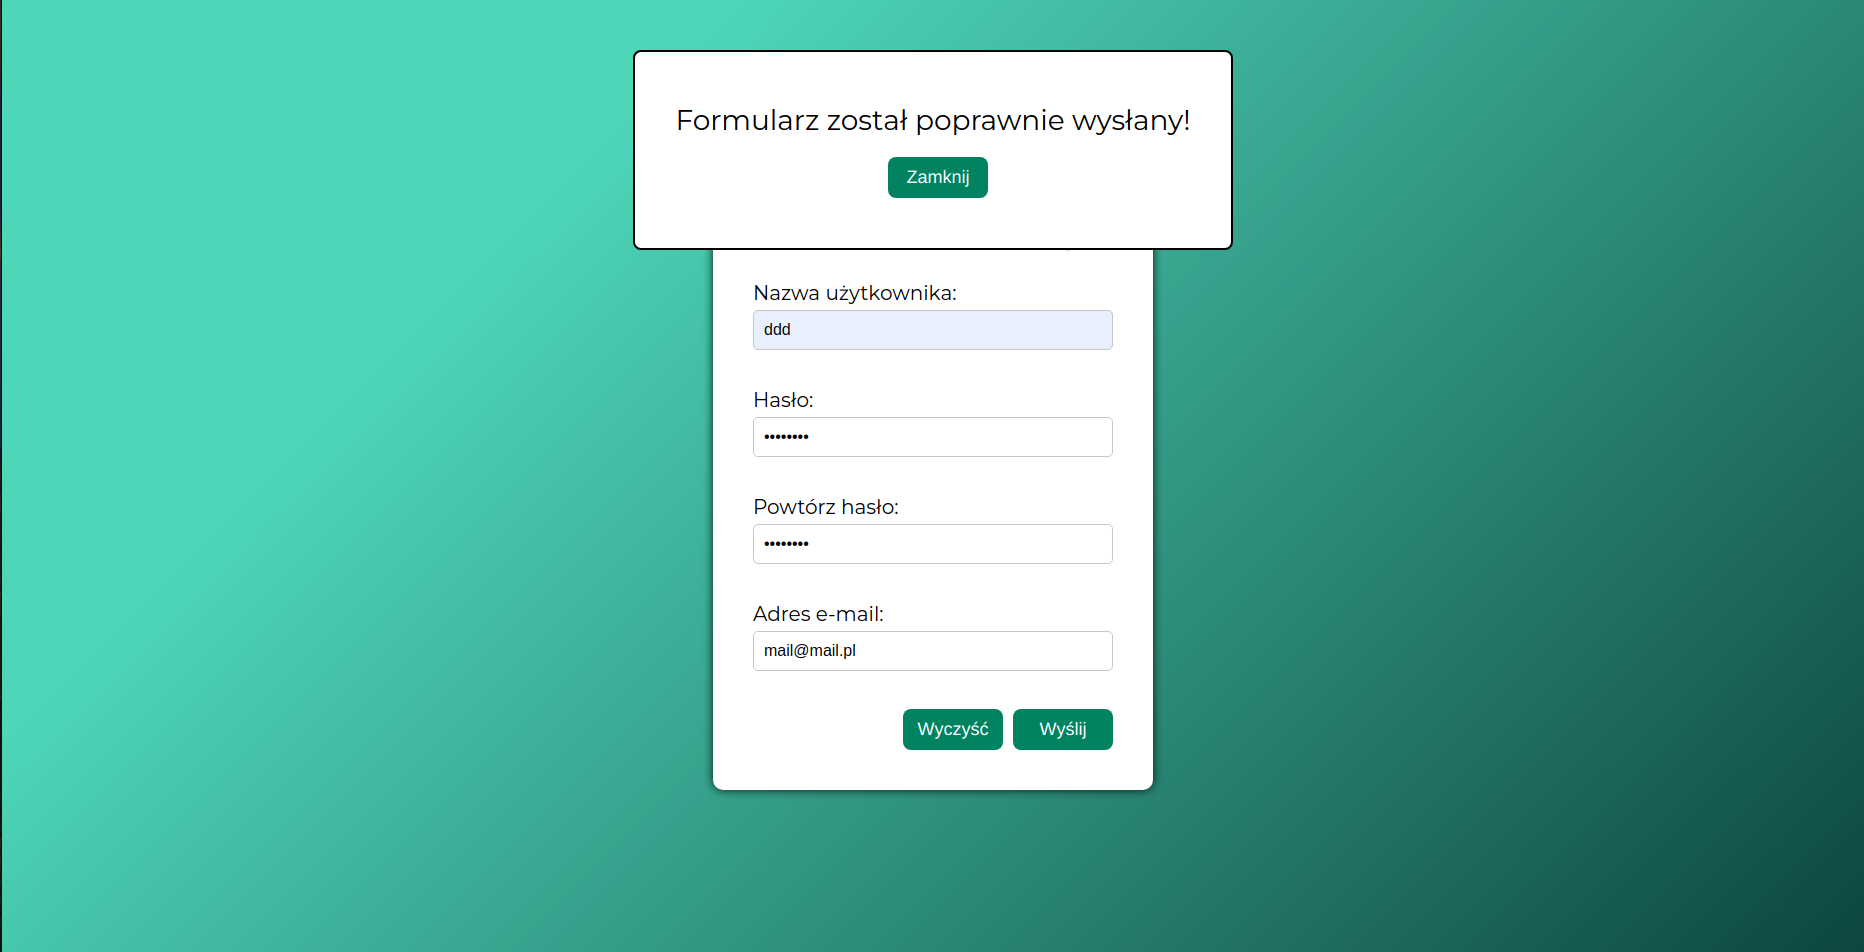 Formularz został poprawnie wysłany!
Zamknij
Nazwa użytkownika:
ddd
Hasło:
••••••••
Powtórz hasło:
••••••••
Adres e-mail:
mail@mail.pl
Wyczyść Wyślij